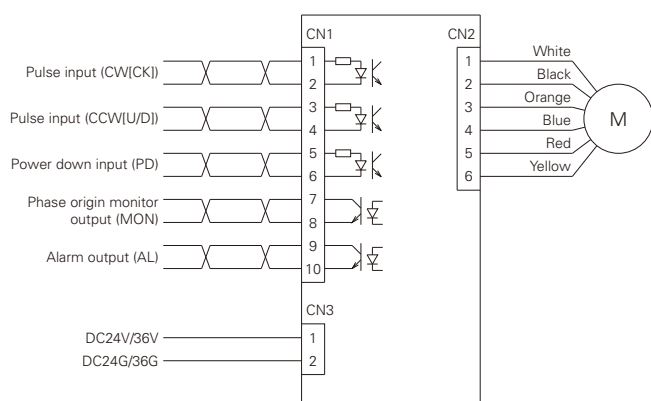 CN1
CN2
Pulse input (CW[CK])
1
2
Pulse input (CCW[U/D])
3
4
Power down input (PD)
5
6
Phase origin monitor
output (MON)
7
8
Alarm output (AL)
9
10
1
White
2
Black
3
Orange
4
Blue
5
Red
6
Yellow
M
CN3
DC24V/36V
1
DC24G/36G
2